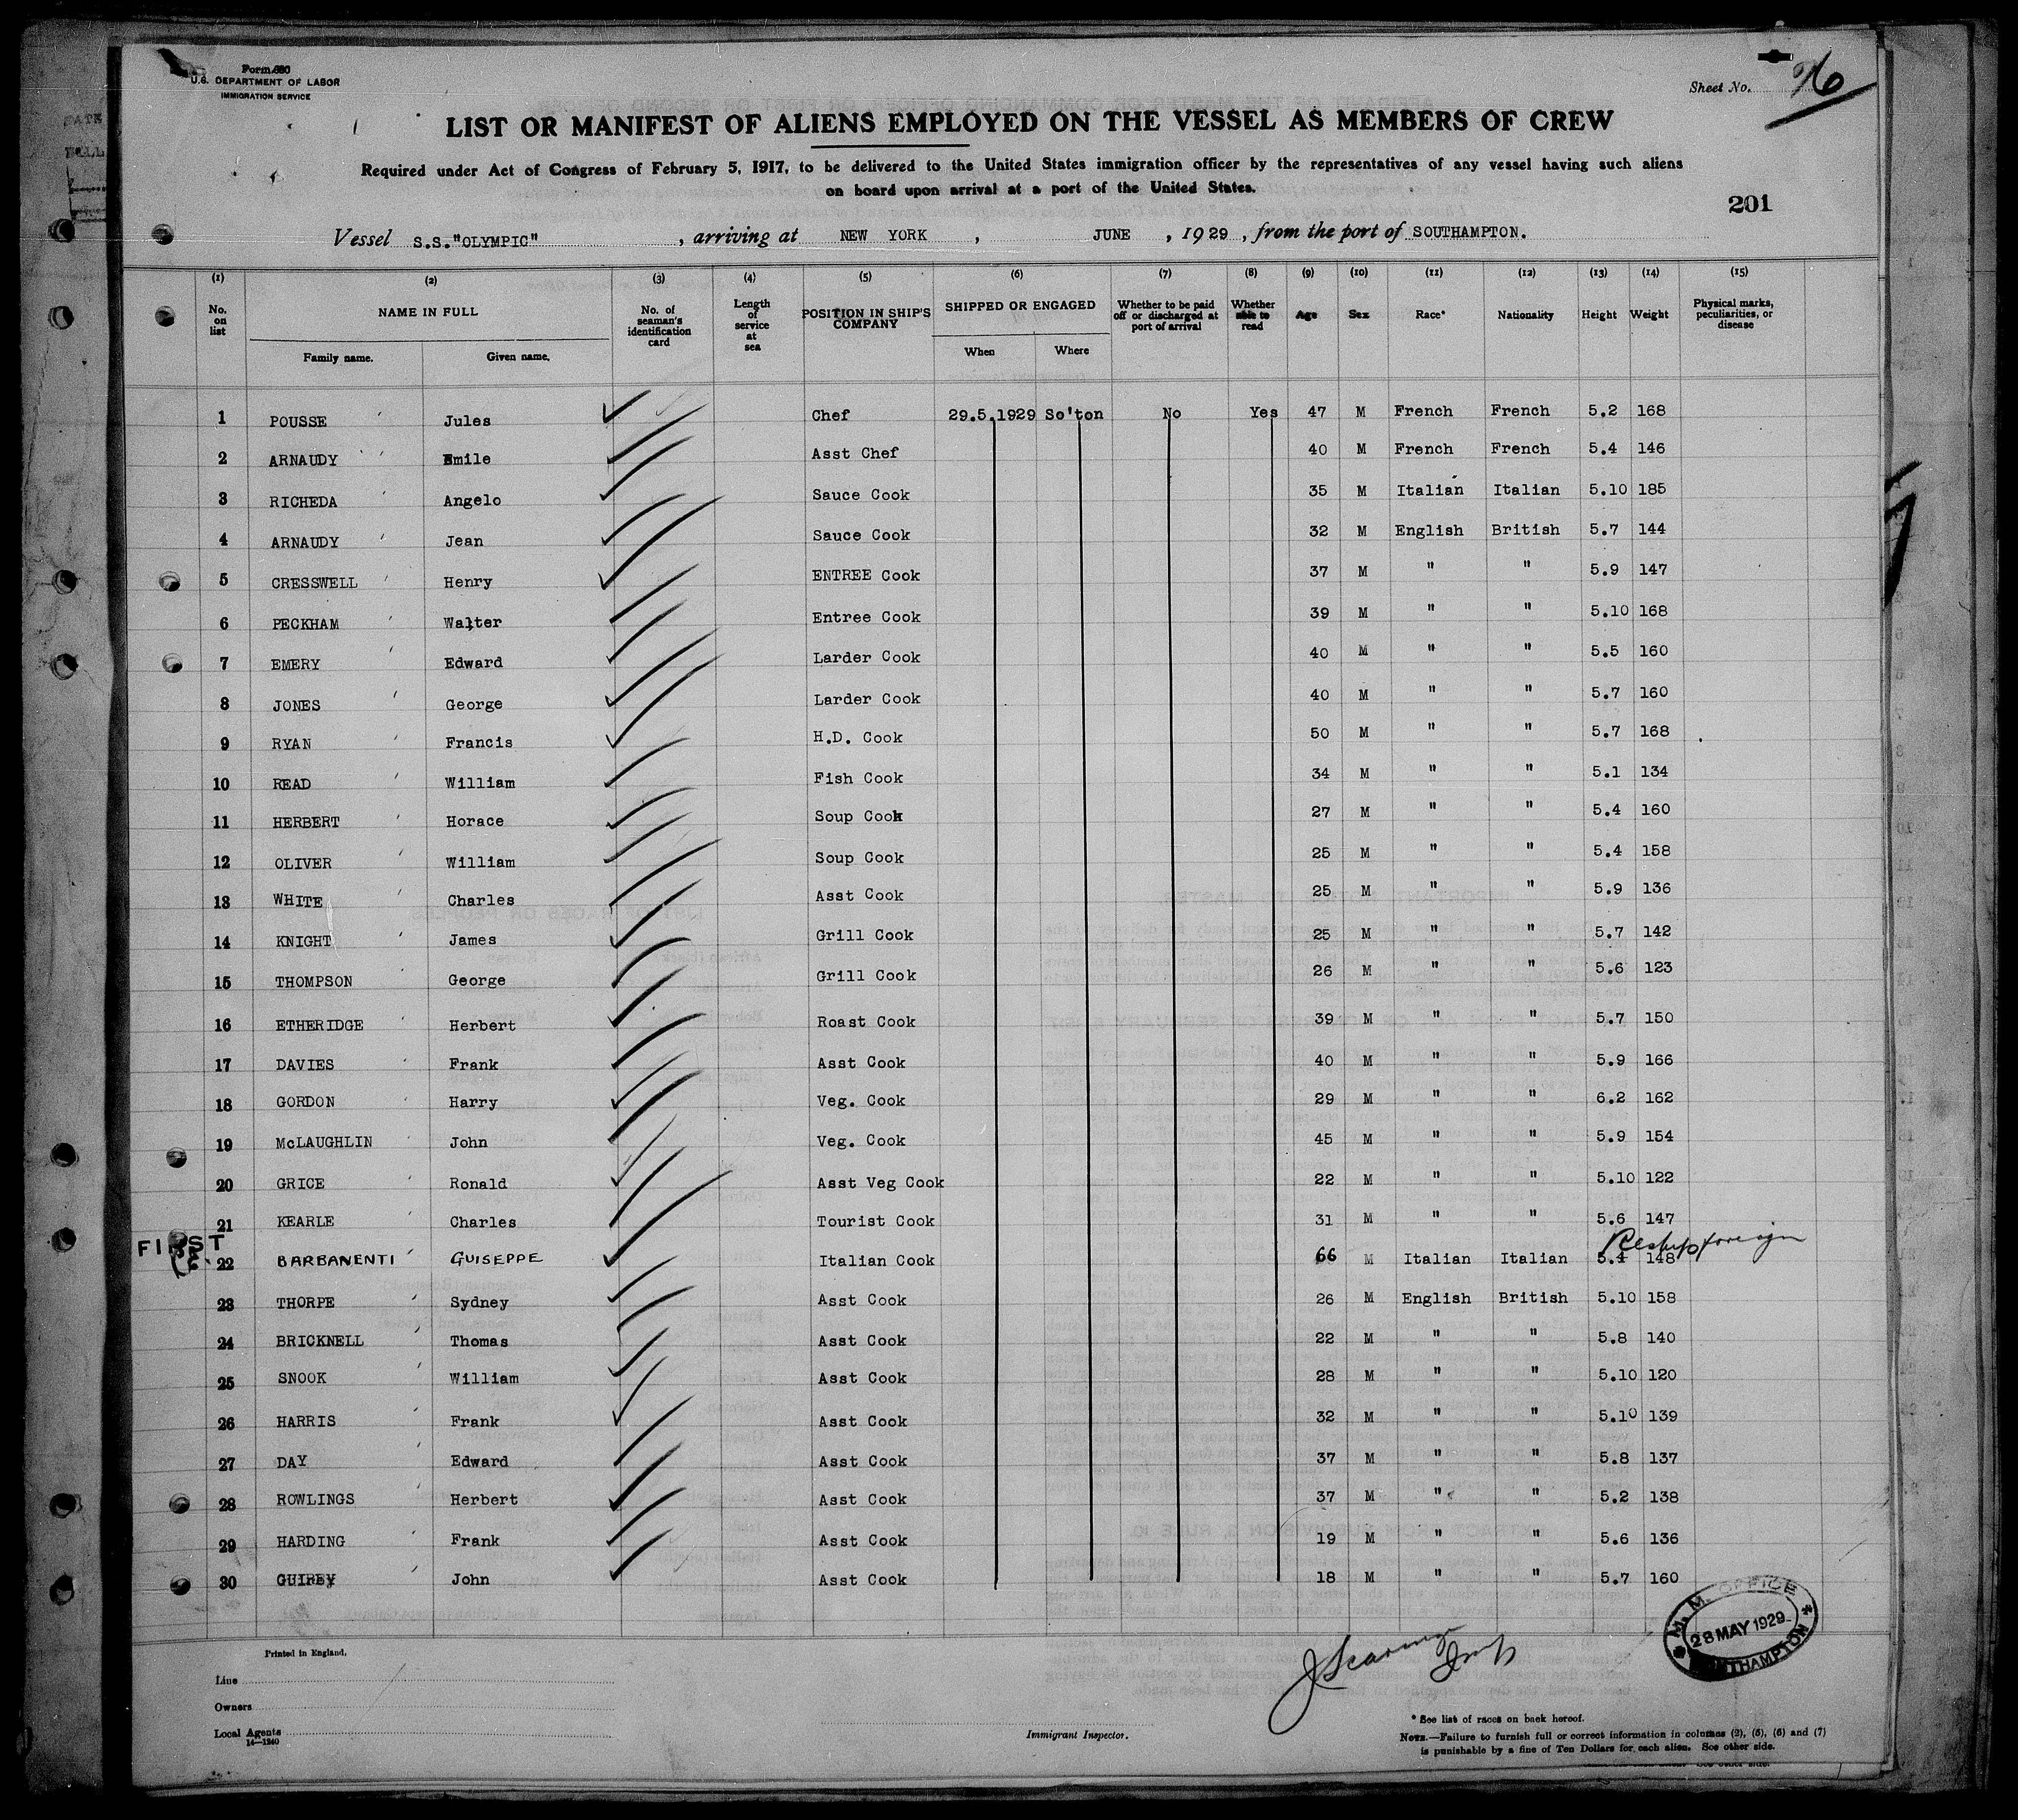 Form 680
U.S. DEPARTMENT OF LABOR
IMMIGRATION SERVICE
Sheet No.
LIST OR MANIFEST OF ALIENS EMPLOYED ON THE VESSEL AS MEMBERS OF CREW
Required under Act of Congress of February 5, 1917, to be delivered to the United States immigration officer by the representatives of any vessel having such aliens
on board upon arrival at a port of the United States.
201
Vessel S.S."OLYMPIC" , arriving at NEW YORK , JUNE , 1929 , from the port of SOUTHAMPTON.
(1) (2) (3) (4) (5) (6) (7) (8) (9) (10) (11) (12) (13) (14) (15)
No. on list NAME IN FULL Family name. Given name. No. of seaman's identification card Length of service at sea POSITION IN SHIP'S COMPANY SHIPPED OR ENGAGED When Where Whether to be paid off or discharged at port of arrival Whether able to read Age Sex Race* Nationality Height Weight Physical marks, peculiarities, or disease
1 POUSSE Jules Chef 29.5.1929 So'ton No Yes 47 M French French 5.2 168
2 ARNAUDY Emile Asst Chef 40 M French French 5.4 146
3 RICHEDA Angelo Sauce Cook 35 M Italian Italian 5.10 185
4 ARNAUDY Jean Sauce Cook 32 M English British 5.7 144
5 CRESSWELL Henry ENTREE Cook 37 M " " 5.9 147
6 PECKHAM Walter Entree Cook 39 M " " 5.10 168
7 EMERY Edward Larder Cook 40 M " " 5.5 160
8 JONES George Larder Cook 40 M " " 5.7 160
9 RYAN Francis H.D. Cook 50 M " " 5.7 168
10 READ William Fish Cook 34 M " " 5.1 134
11 HERBERT Horace Soup Cook 27 M " " 5.4 160
12 OLIVER William Soup Cook 25 M " " 5.4 158
13 WHITE Charles Asst Cook 25 M " " 5.9 136
14 KNIGHT James Grill Cook 25 M " " 5.7 142
15 THOMPSON George Grill Cook 26 M " " 5.6 123
16 ETHERIDGE Herbert Roast Cook 39 M " " 5.7 150
17 DAVIES Frank Asst Cook 40 M " " 5.9 166
18 GORDON Harry Veg. Cook 29 M " " 6.2 162
19 McLAUGHLIN John Veg. Cook 45 M " " 5.9 154
20 GRICE Ronald Asst Veg Cook 22 M " " 5.10 122
21 KEARLE Charles Tourist Cook 31 M " " 5.6 147
FIRST
22 BARBANENTI GUISEPPE Italian Cook 66 M Italian Italian 5.4 148 foreign
23 THORPE Sydney Asst Cook 26 M English British 5.10 158
24 BRICKNELL Thomas Asst Cook 22 M " " 5.8 140
25 SNOOK William Asst Cook 28 M " " 5.10 120
26 HARRIS Frank Asst Cook 32 M " " 5.10 139
27 DAY Edward Asst Cook 37 M " " 5.8 137
28 ROWLINGS Herbert Asst Cook 37 M " " 5.2 138
29 HARDING Frank Asst Cook 19 M " " 5.6 136
30 John Asst Cook 18 M " " 5.7 160
M.M. OFFICE
28 MAY 1929
SOUTHAMPTON
Printed in England.
Line
Owners
Local Agents
14—1240
Immigrant Inspector.
* See list of races on back hereof.
NOTE.—Failure to furnish full or correct information in columns (2), (5), (6) and (7)
is punishable by a fine of Ten Dollars for each alien. See other side.